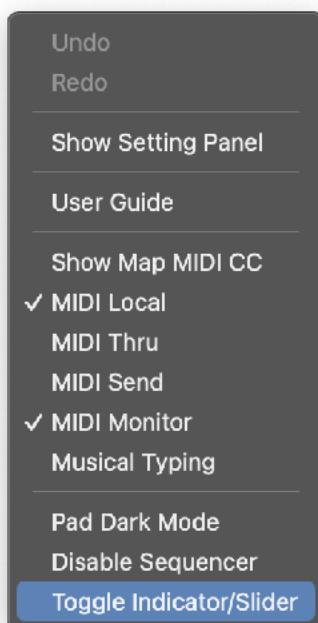 Undo
Redo
Show Setting Panel
User Guide
Show Map MIDI CC
✓ MIDI Local
MIDI Thru
MIDI Send
✓ MIDI Monitor
Musical Typing
Pad Dark Mode
Disable Sequencer
Toggle Indicator/Slider